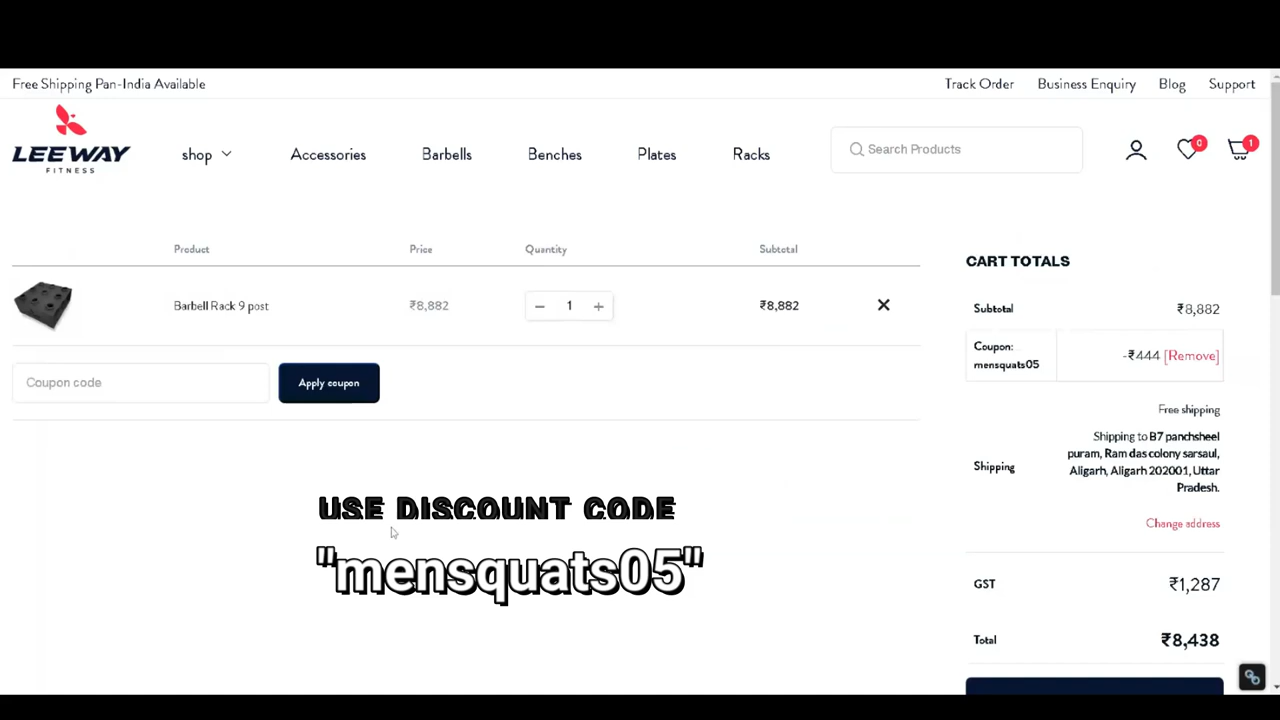 Free Shipping Pan-India Available
Track Order Business Enquiry Blog Support
LEEWAY
FITNESS
shop Accessories Barbells Benches Plates Racks
Search Products
0
1
Product Price Quantity Subtotal
Barbell Rack 9 post ₹8,882 − 1 + ₹8,882 ×
Coupon code Apply coupon
USE DISCOUNT CODE
"mensquats05"
CART TOTALS
Subtotal ₹8,882
Coupon:
mensquats05 -₹444 [Remove]
Free shipping
Shipping
Shipping to B7 panchsheel
puram, Ram das colony sarsaul,
Aligarh, Aligarh 202001, Uttar
Pradesh.
Change address
GST ₹1,287
Total ₹8,438